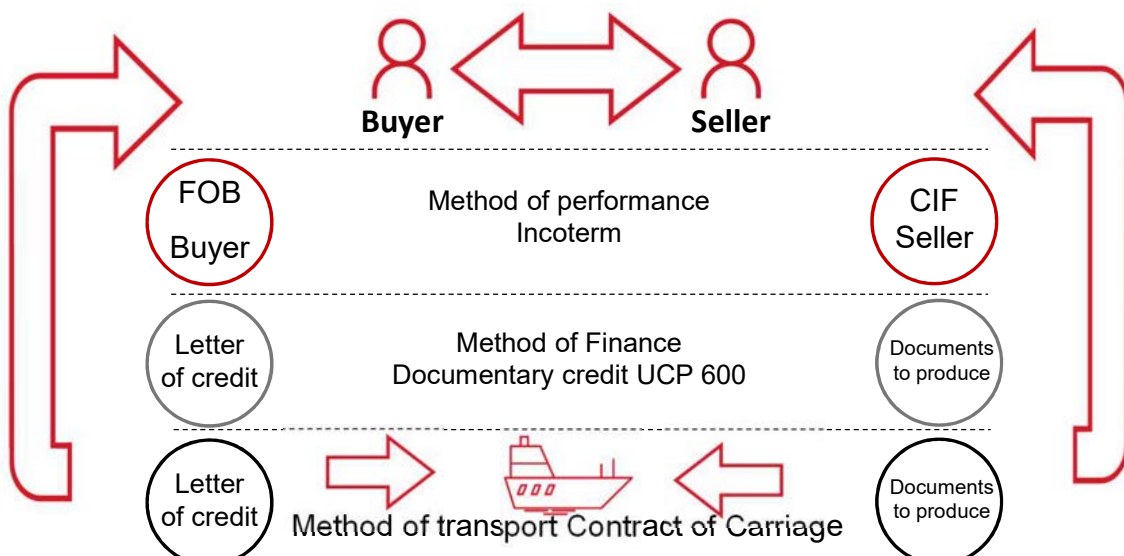 Buyer
Seller
FOB
Buyer
Method of performance
Incoterm
CIF
Seller
Letter
of credit
Method of Finance
Documentary credit UCP 600
Documents
to produce
Letter
of credit
Documents
to produce
Method of transport Contract of Carriage